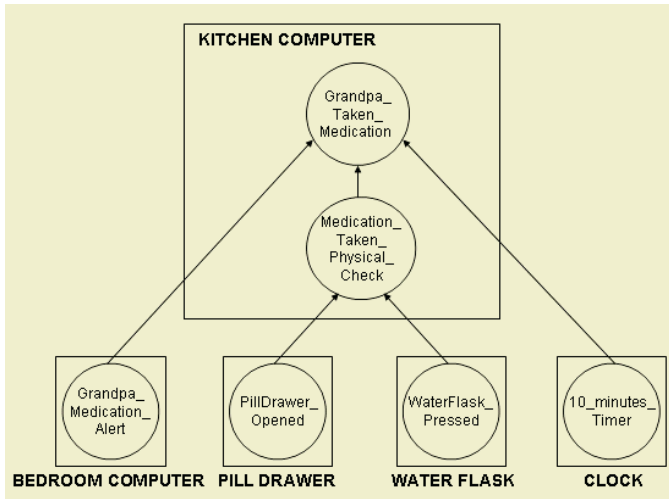 KITCHEN COMPUTER
Grandpa_
Taken_
Medication
Medication_
Taken_
Physical_
Check
Grandpa_
Medication_
Alert
PillDrawer_
Opened
WaterFlask_
Pressed
10_minutes_
Timer
BEDROOM COMPUTER
PILL DRAWER
WATER FLASK
CLOCK